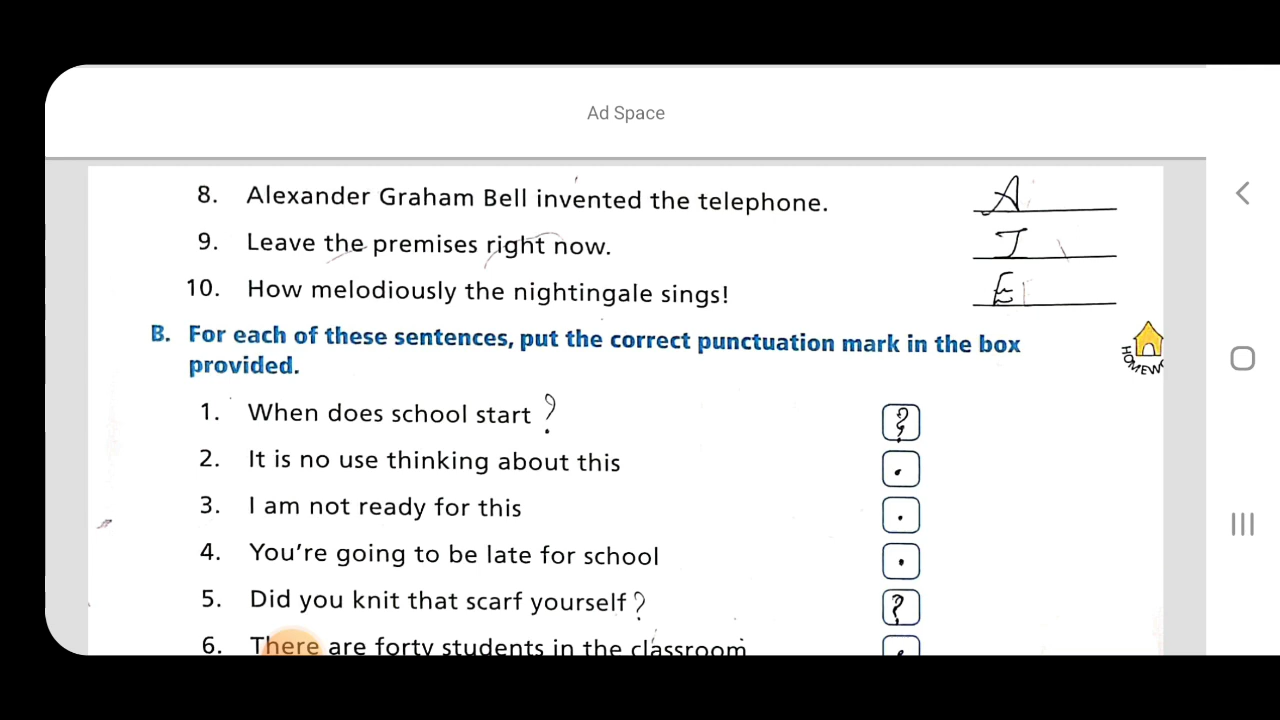 Ad Space
8. Alexander Graham Bell invented the telephone. A
9. Leave the premises right now. I
10. How melodiously the nightingale sings! E
B. For each of these sentences, put the correct punctuation mark in the box
provided.
HOMEW
1. When does school start ? ?
2. It is no use thinking about this .
3. I am not ready for this .
4. You're going to be late for school .
5. Did you knit that scarf yourself ? ?
6. There are forty students in the classroom .